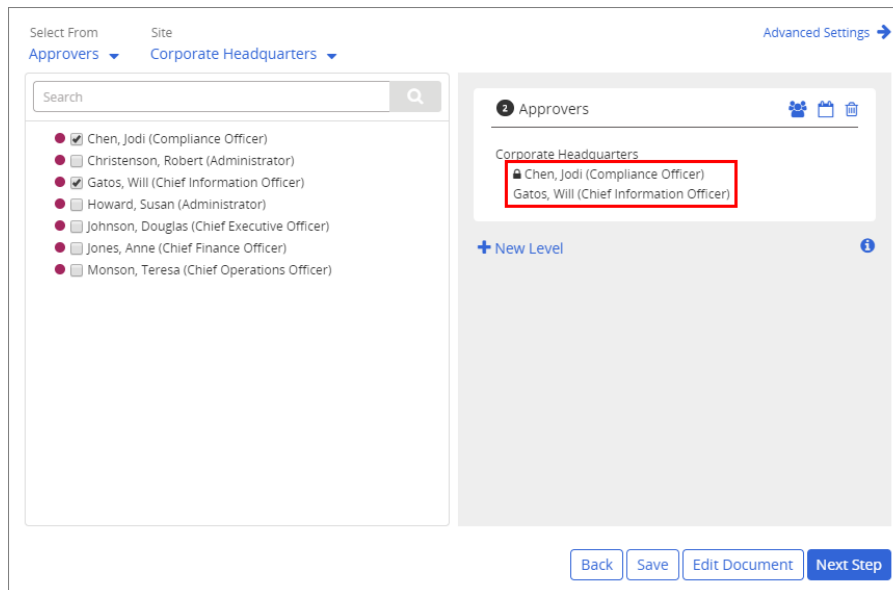 Select From
Site
Advanced Settings
Approvers
Corporate Headquarters
Search
Chen, Jodi (Compliance Officer)
Christenson, Robert (Administrator)
Gatos, Will (Chief Information Officer)
Howard, Susan (Administrator)
Johnson, Douglas (Chief Executive Officer)
Jones, Anne (Chief Finance Officer)
Monson, Teresa (Chief Operations Officer)
2 Approvers
Corporate Headquarters
Chen, Jodi (Compliance Officer)
Gatos, Will (Chief Information Officer)
New Level
Back
Save
Edit Document
Next Step